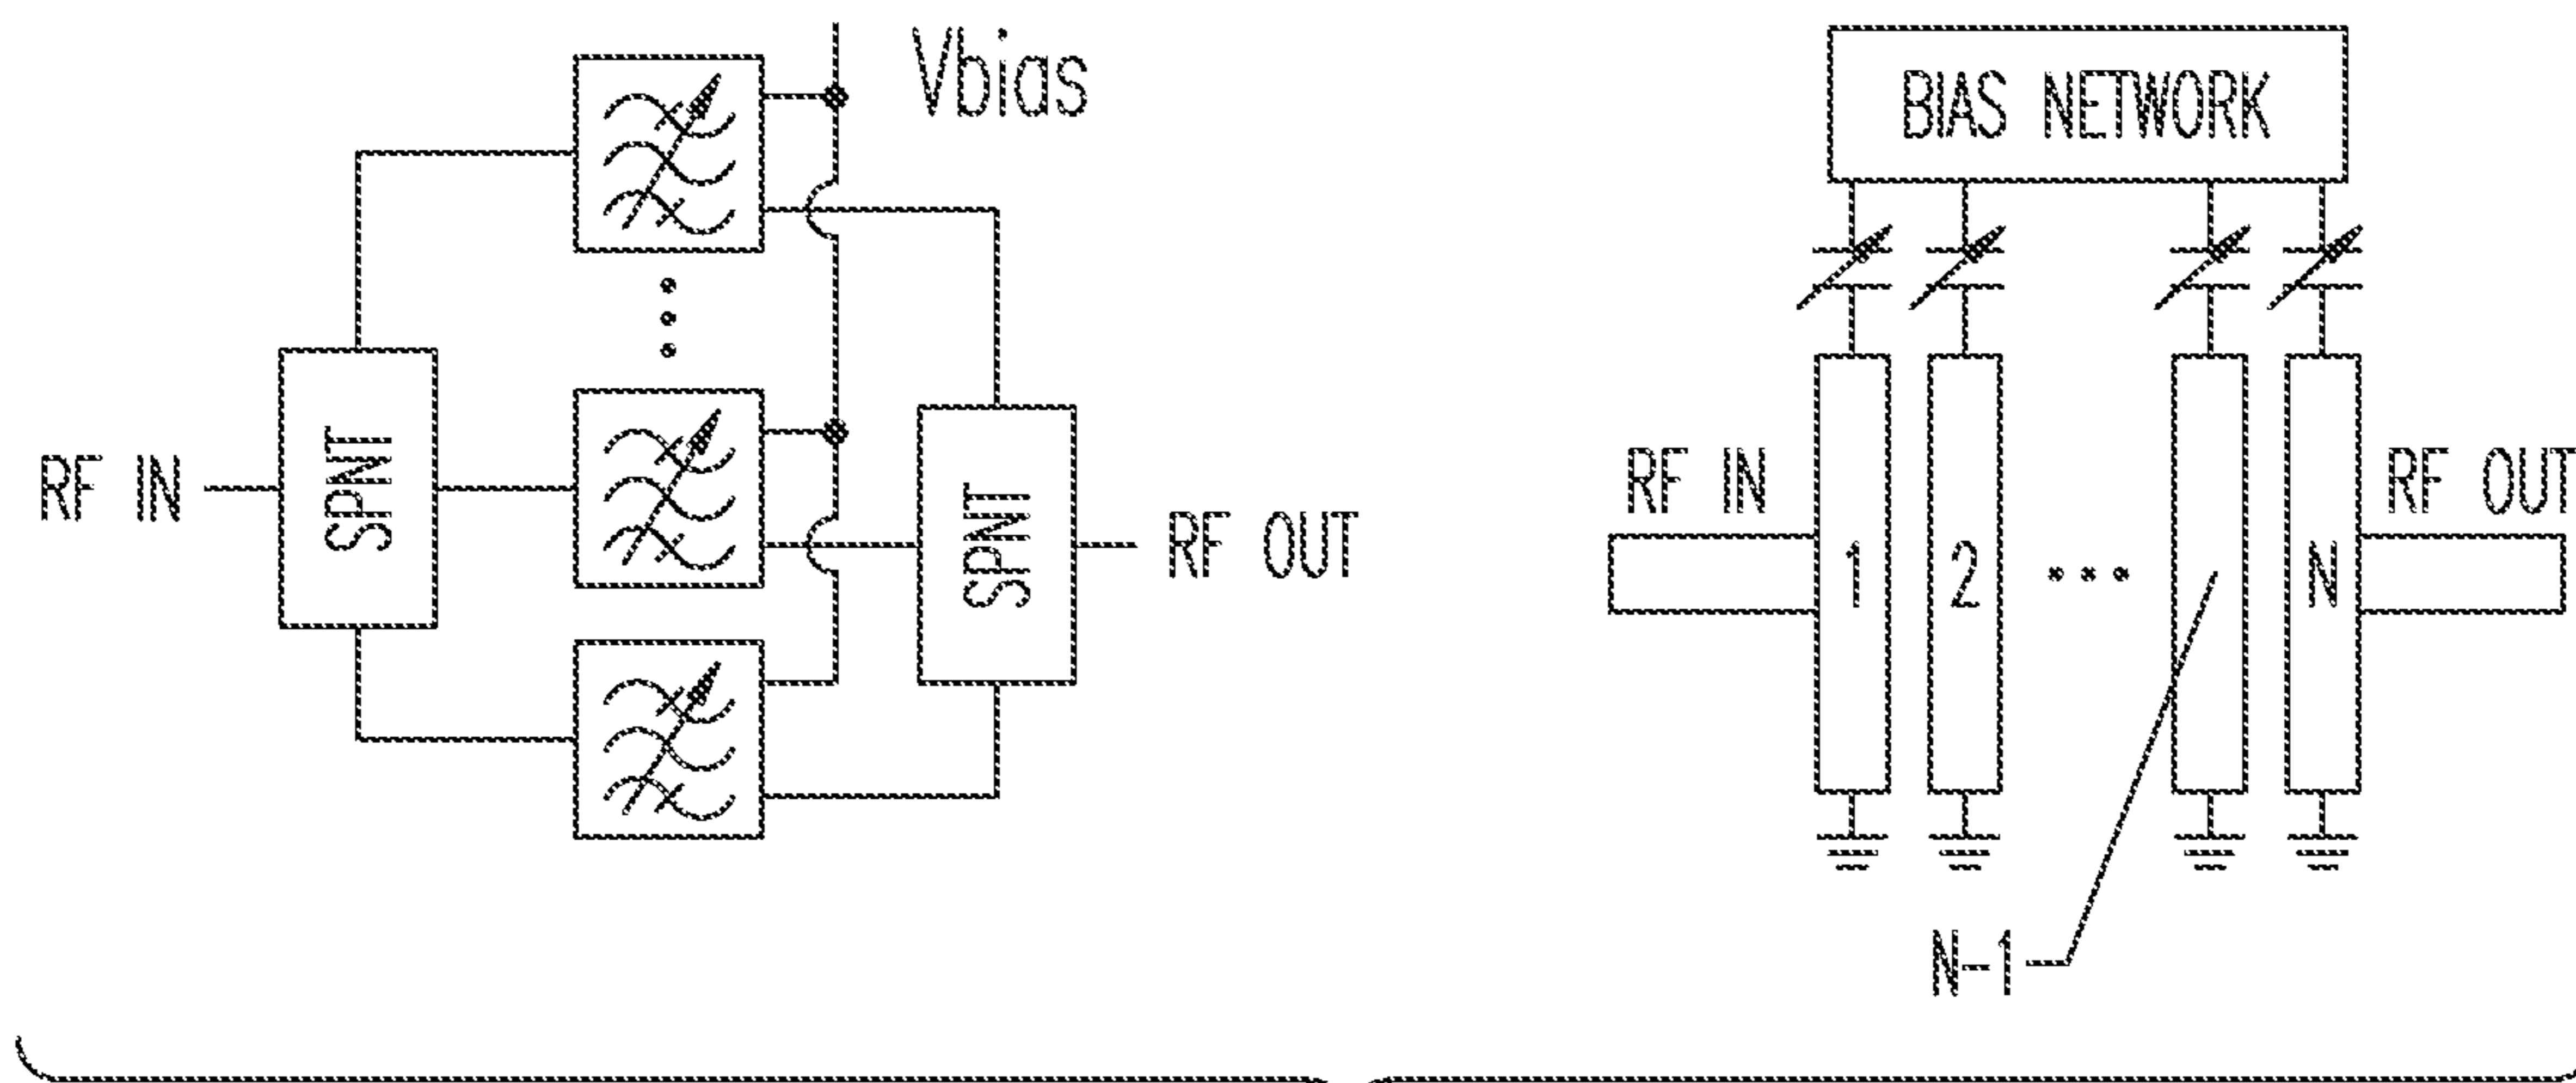 Vbias
RF IN
SPNT
SPNT
RF OUT
BIAS NETWORK
RF IN
RF OUT
1
2
N
N-1